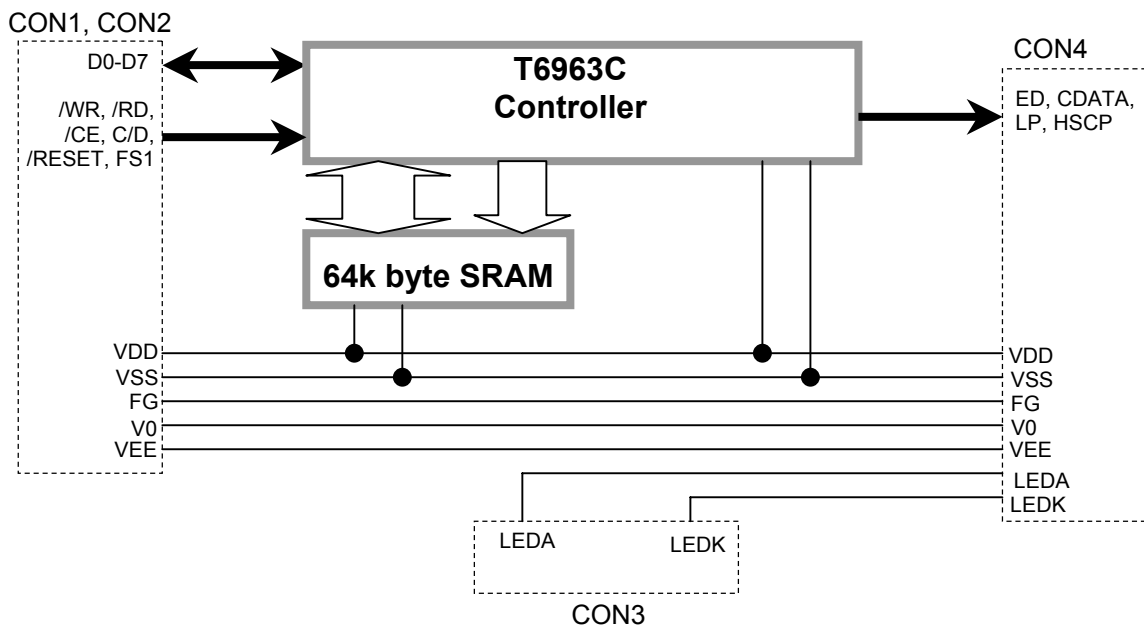 CON1, CON2
D0-D7
/WR, /RD,
/CE, C/D,
/RESET, FS1
T6963C
Controller
CON4
ED, CDATA,
LP, HSCP
64k byte SRAM
VDD
VSS
FG
V0
VEE
VDD
VSS
FG
V0
VEE
LEDA
LEDK
LEDA
LEDK
CON3